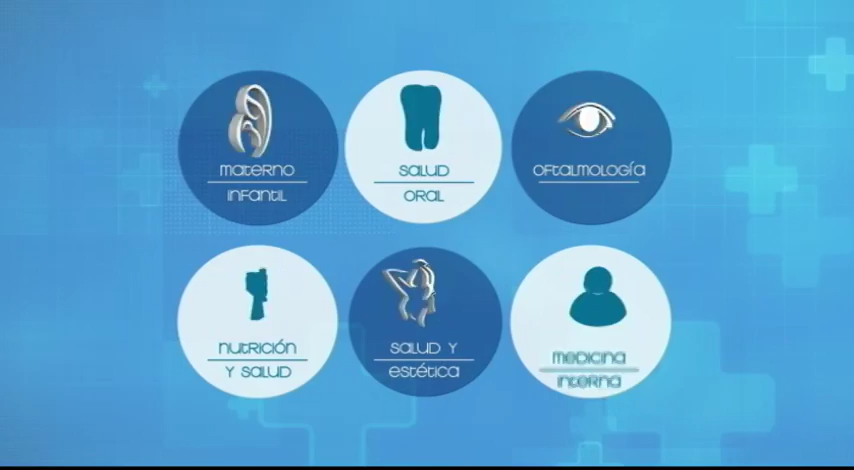 materno
infantil
salud
oral
oftalmología
nutrición
y salud
salud y
estética
medicina
interna